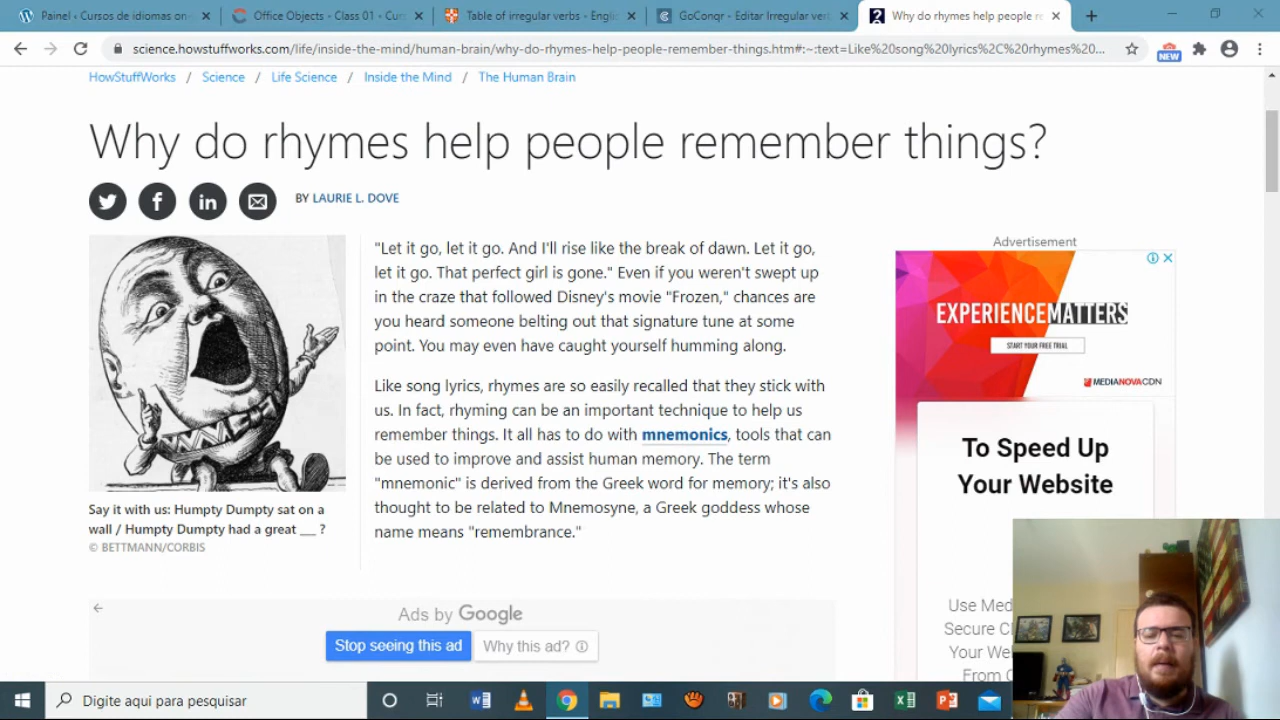 Painel ‹ Cursos de idiomas on
Office Objects - Class 01 - Cur
Table of irregular verbs - Engli
GoConqr - Editar Irregular ver
Why do rhymes help people re
science.howstuffworks.com/life/inside-the-mind/human-brain/why-do-rhymes-help-people-remember-things.htm#:~:text=Like%20song%20lyrics%2C%20rhymes%20...
NEW
HowStuffWorks / Science / Life Science / Inside the Mind / The Human Brain
Why do rhymes help people remember things?
BY LAURIE L. DOVE
"Let it go, let it go. And I'll rise like the break of dawn. Let it go,
let it go. That perfect girl is gone." Even if you weren't swept up
in the craze that followed Disney's movie "Frozen," chances are
you heard someone belting out that signature tune at some
point. You may even have caught yourself humming along.
Like song lyrics, rhymes are so easily recalled that they stick with
us. In fact, rhyming can be an important technique to help us
remember things. It all has to do with mnemonics, tools that can
be used to improve and assist human memory. The term
"mnemonic" is derived from the Greek word for memory; it's also
thought to be related to Mnemosyne, a Greek goddess whose
name means "remembrance."
Say it with us: Humpty Dumpty sat on a
wall / Humpty Dumpty had a great ___ ?
© BETTMANN/CORBIS
Advertisement
EXPERIENCEMATTERS
START YOUR FREE TRIAL
MEDIANOVACDN
To Speed Up
Your Website
Use Med
Secure C
Your We
From C
Ads by Google
Stop seeing this ad
Why this ad?
Digite aqui para pesquisar